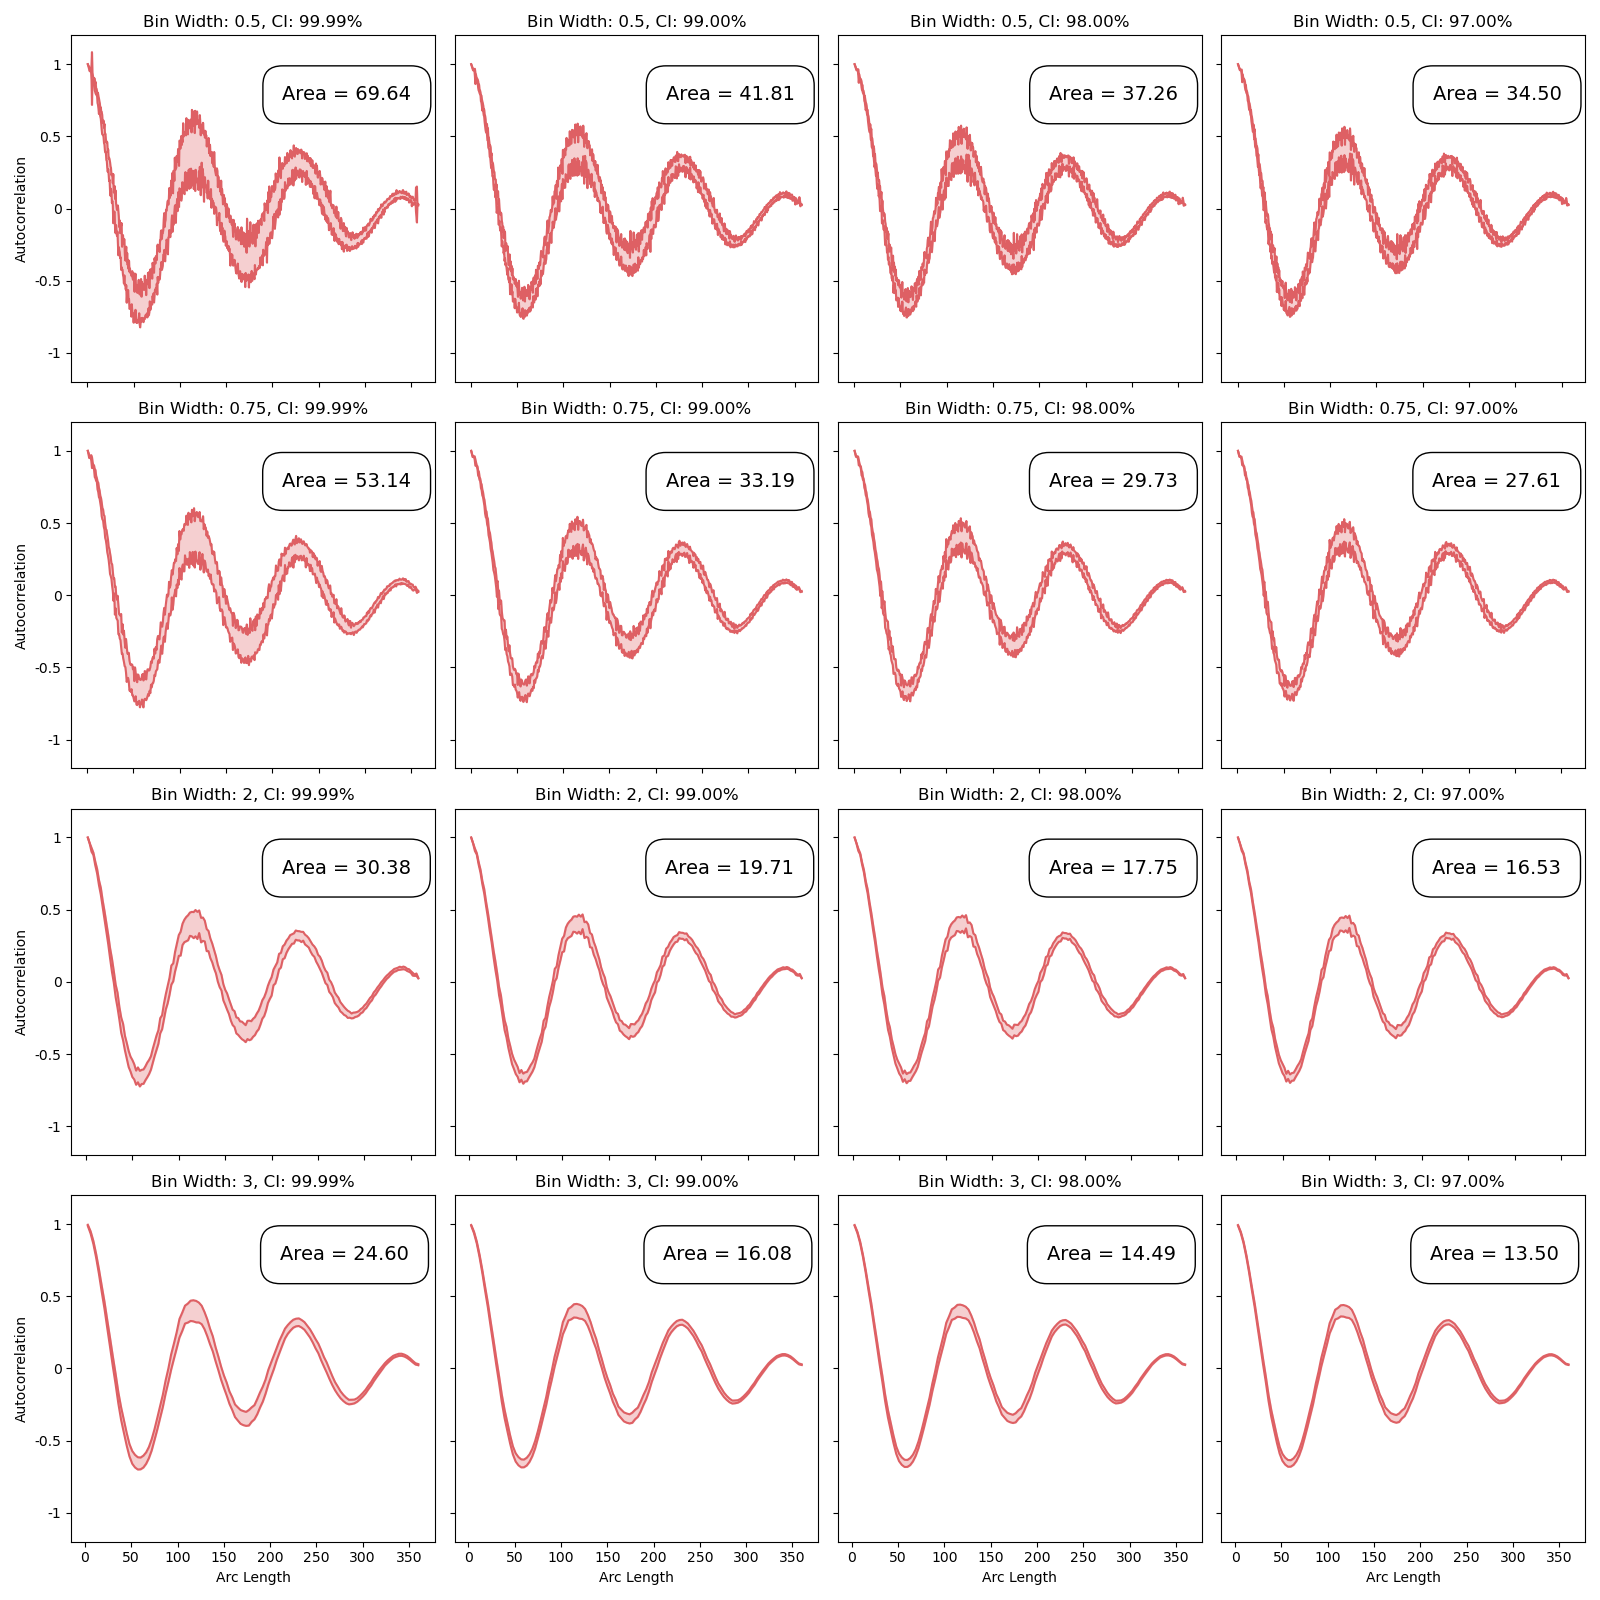 Bin Width: 0.5, CI: 99.99%
Bin Width: 0.5, CI: 99.00%
Bin Width: 0.5, CI: 98.00%
Bin Width: 0.5, CI: 97.00%
Area = 69.64
Area = 41.81
Area = 37.26
Area = 34.50
Autocorrelation
1
0.5
0
-0.5
-1
Bin Width: 0.75, CI: 99.99%
Bin Width: 0.75, CI: 99.00%
Bin Width: 0.75, CI: 98.00%
Bin Width: 0.75, CI: 97.00%
Area = 53.14
Area = 33.19
Area = 29.73
Area = 27.61
Autocorrelation
1
0.5
0
-0.5
-1
Bin Width: 2, CI: 99.99%
Bin Width: 2, CI: 99.00%
Bin Width: 2, CI: 98.00%
Bin Width: 2, CI: 97.00%
Area = 30.38
Area = 19.71
Area = 17.75
Area = 16.53
Autocorrelation
1
0.5
0
-0.5
-1
Bin Width: 3, CI: 99.99%
Bin Width: 3, CI: 99.00%
Bin Width: 3, CI: 98.00%
Bin Width: 3, CI: 97.00%
Area = 24.60
Area = 16.08
Area = 14.49
Area = 13.50
Autocorrelation
1
0.5
0
-0.5
-1
0 50 100 150 200 250 300 350
0 50 100 150 200 250 300 350
0 50 100 150 200 250 300 350
0 50 100 150 200 250 300 350
Arc Length
Arc Length
Arc Length
Arc Length